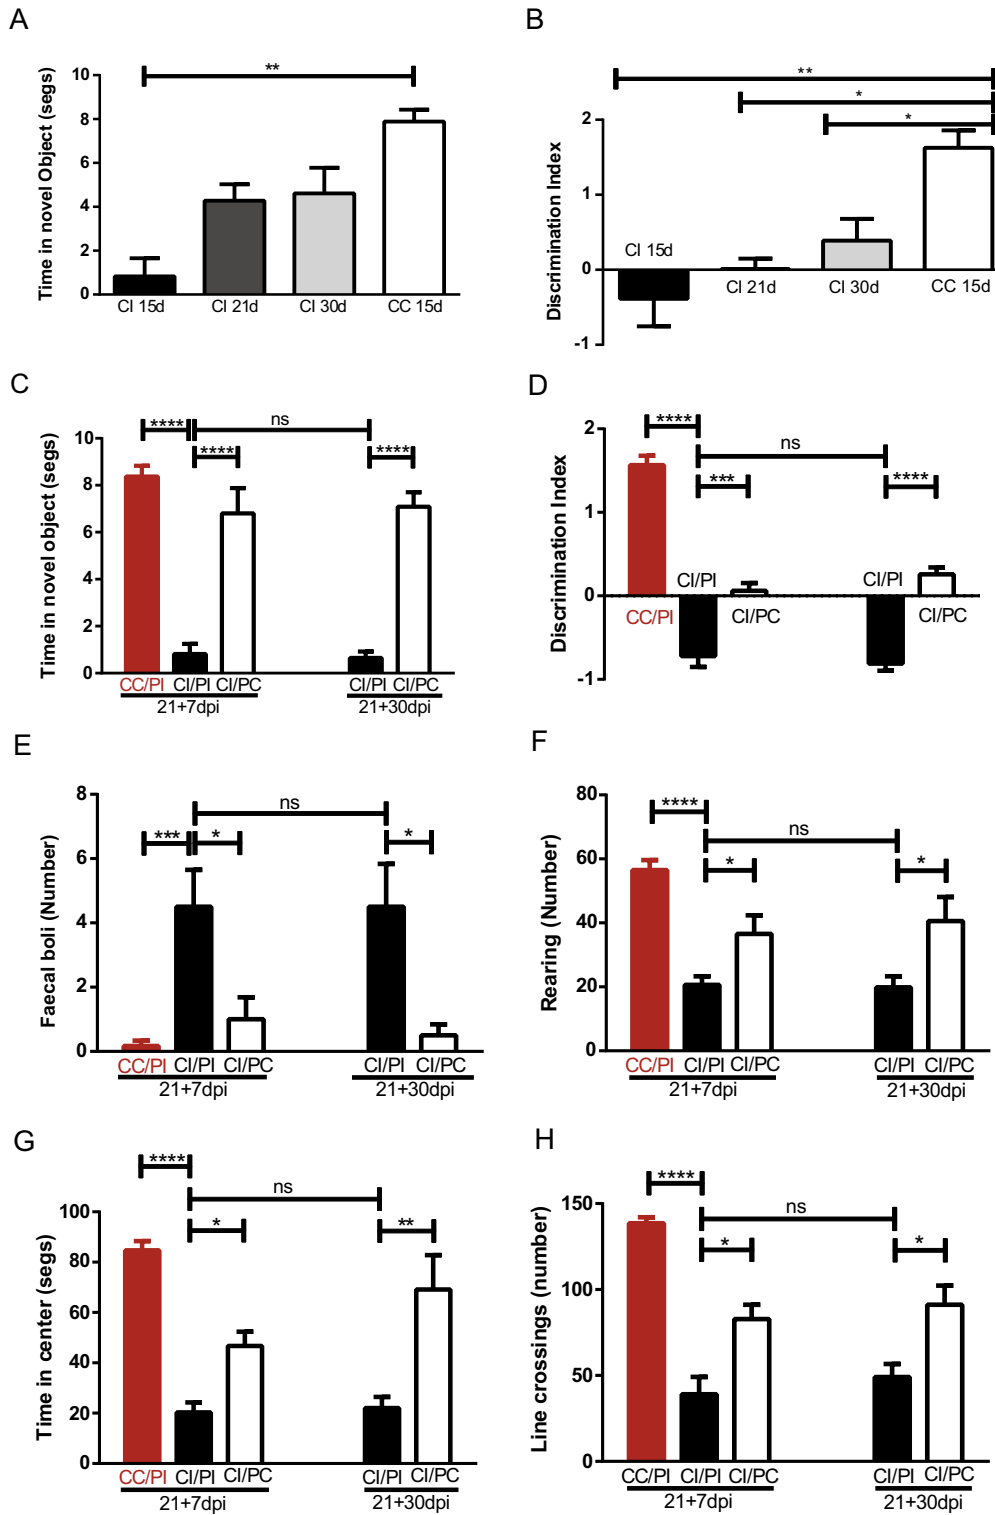 A
Time in novel Object (segs)
10
8
6
4
2
0
**
CI 15d
CI 21d
CI 30d
CC 15d
B
Discrimination Index
2
1
0
-1
**
*
*
CI 15d
CI 21d
CI 30d
CC 15d
C
Time in novel object (segs)
10
8
6
4
2
0
****
ns
****
****
CC/PI CI/PI CI/PC
CI/PI CI/PC
21+7dpi
21+30dpi
D
Discrimination Index
2
1
0
-1
****
ns
***
****
CI/PI
CI/PI
CC/PI
CI/PC
CI/PC
E
Faecal boli (Number)
8
6
4
2
0
ns
***
*
*
CC/PI CI/PI CI/PC
CI/PI CI/PC
21+7dpi
21+30dpi
F
Rearing (Number)
80
60
40
20
0
****
ns
*
*
CC/PI CI/PI CI/PC
CI/PI CI/PC
21+7dpi
21+30dpi
G
Time in center (segs)
100
80
60
40
20
0
****
ns
*
**
CC/PI CI/PI CI/PC
CI/PI CI/PC
21+7dpi
21+30dpi
H
Line crossings (number)
150
100
50
0
****
ns
*
*
CC/PI CI/PI CI/PC
CI/PI CI/PC
21+7dpi
21+30dpi